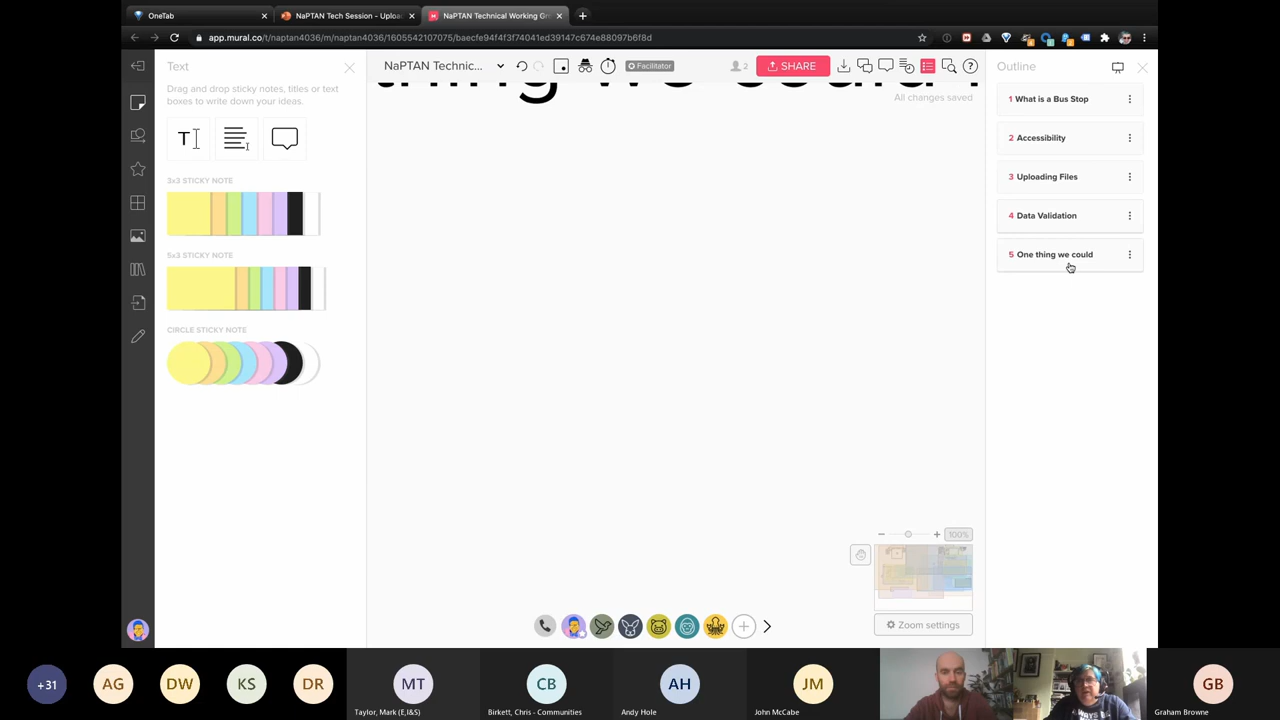 OneTab
NaPTAN Tech Session - Uploa
NaPTAN Technical Working Gr
app.mural.co/t/naptan4036/m/naptan4036/1605542107075/baecfe94f4f3f74041ed39147c674e88097b6f8d
Text
NaPTAN Technic...
Facilitator
2
SHARE
?
Outline
Drag and drop sticky notes, titles or text
boxes to write down your ideas.
thing we could
All changes saved
1 What is a Bus Stop
2 Accessibility
3 Uploading Files
4 Data Validation
5 One thing we could
T
3x3 STICKY NOTE
5x3 STICKY NOTE
CIRCLE STICKY NOTE
100%
Zoom settings
+31
AG
DW
KS
DR
MT
CB
AH
JM
GB
Taylor, Mark (E,I&S)
Birkett, Chris - Communities
Andy Hole
John McCabe
Graham Browne